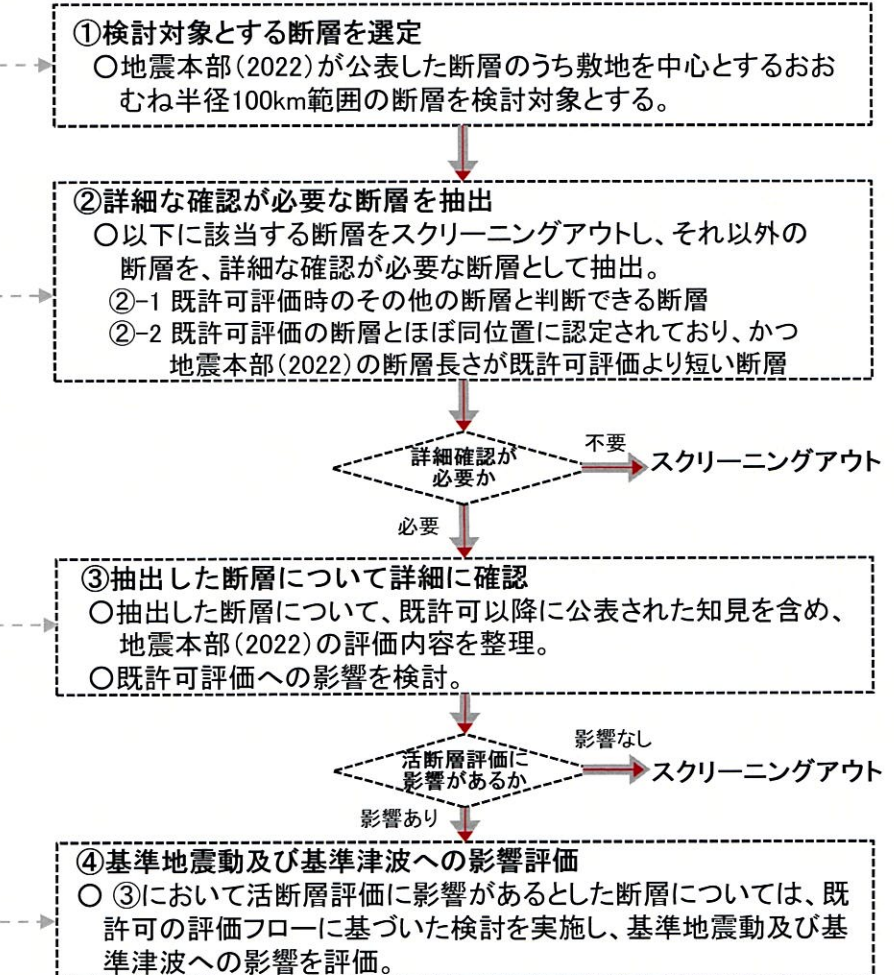 ①検討対象とする断層を選定
〇地震本部(2022)が公表した断層のうち敷地を中心とするおお
むね半径100km範囲の断層を検討対象とする。
②詳細な確認が必要な断層を抽出
〇以下に該当する断層をスクリーニングアウトし、それ以外の
断層を、詳細な確認が必要な断層として抽出。
②-1 既許可評価時のその他の断層と判断できる断層
②-2 既許可評価の断層とほぼ同位置に認定されており、かつ
地震本部(2022)の断層長さが既許可評価より短い断層
詳細確認が
必要か
不要
スクリーニングアウト
必要
③抽出した断層について詳細に確認
〇抽出した断層について、既許可以降に公表された知見を含め、
地震本部(2022)の評価内容を整理。
〇既許可評価への影響を検討。
活断層評価に
影響があるか
影響なし
スクリーニングアウト
影響あり
④基準地震動及び基準津波への影響評価
〇 ③において活断層評価に影響があるとした断層については、既
許可の評価フローに基づいた検討を実施し、基準地震動及び基
準津波への影響を評価。